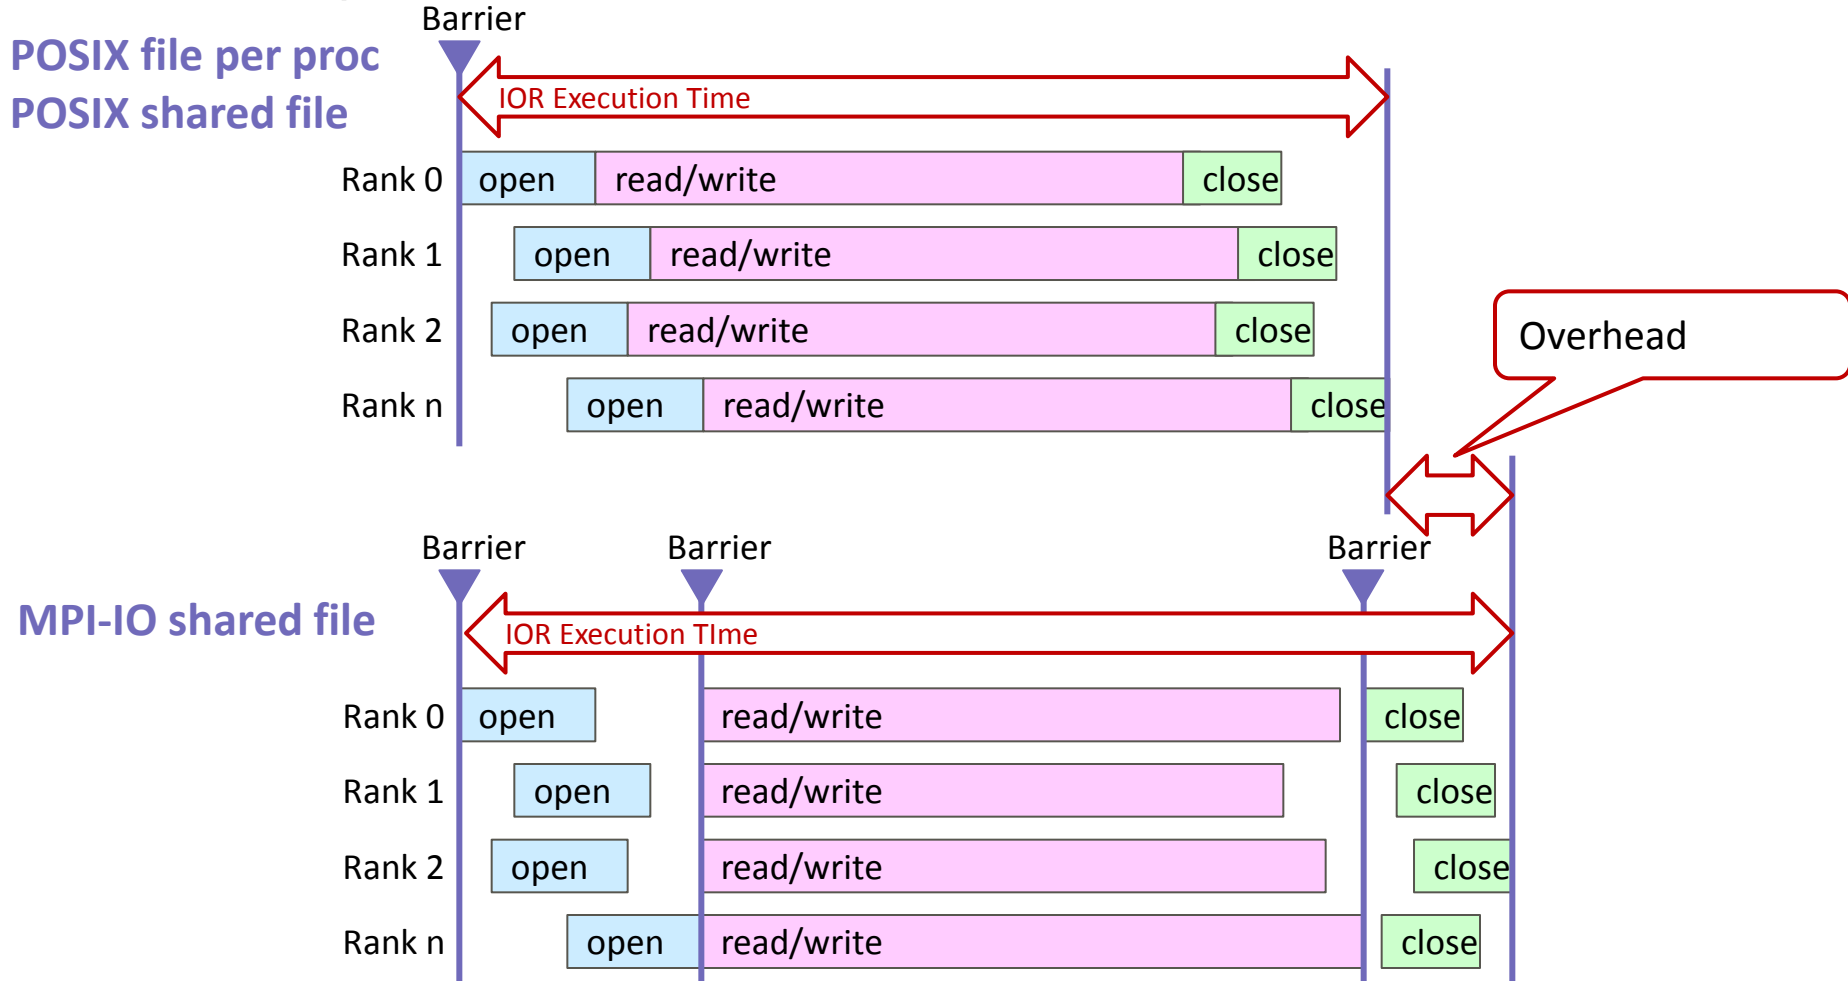 Barrier
POSIX file per proc
POSIX shared file
IOR Execution Time
Rank 0 open read/write close
Rank 1 open read/write close
Rank 2 open read/write close
Rank n open read/write close
Overhead
Barrier Barrier Barrier
MPI-IO shared file
IOR Execution TIme
Rank 0 open read/write close
Rank 1 open read/write close
Rank 2 open read/write close
Rank n open read/write close